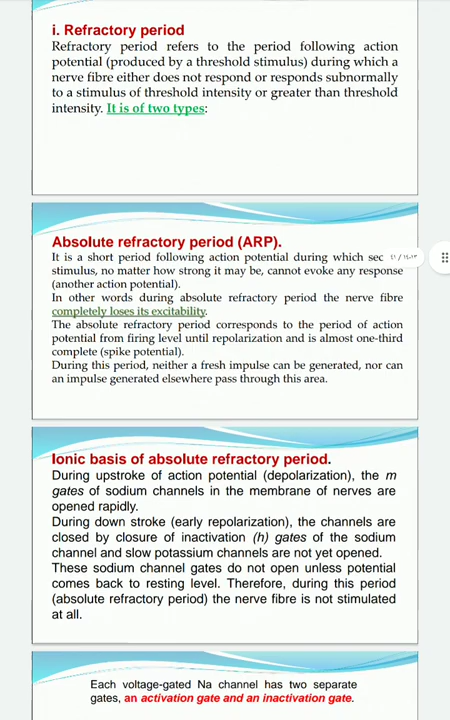 i. Refractory period
Refractory period refers to the period following action
potential (produced by a threshold stimulus) during which a
nerve fibre either does not respond or responds subnormally
to a stimulus of threshold intensity or greater than threshold
intensity. It is of two types:
Absolute refractory period (ARP).
It is a short period following action potential during which sec
stimulus, no matter how strong it may be, cannot evoke any response
(another action potential).
In other words during absolute refractory period the nerve fibre
completely loses its excitability.
The absolute refractory period corresponds to the period of action
potential from firing level until repolarization and is almost one-third
complete (spike potential).
During this period, neither a fresh impulse can be generated, nor can
an impulse generated elsewhere pass through this area.
Ionic basis of absolute refractory period.
During upstroke of action potential (depolarization), the m
gates of sodium channels in the membrane of nerves are
opened rapidly.
During down stroke (early repolarization), the channels are
closed by closure of inactivation (h) gates of the sodium
channel and slow potassium channels are not yet opened.
These sodium channel gates do not open unless potential
comes back to resting level. Therefore, during this period
(absolute refractory period) the nerve fibre is not stimulated
at all.
Each voltage-gated Na channel has two separate
gates, an activation gate and an inactivation gate.